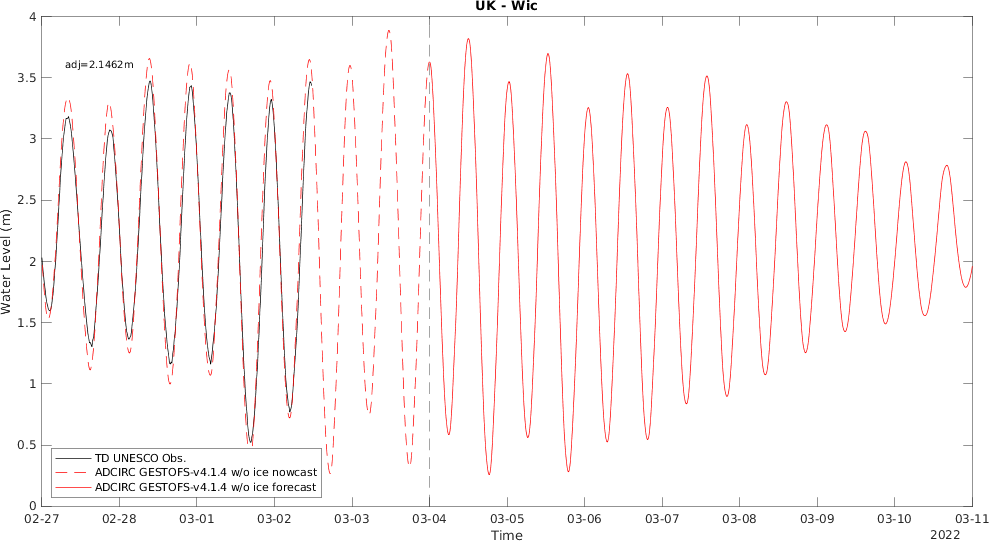 UK - Wic
4
3.5
3
2.5
2
1.5
1
0.5
0
Water Level (m)
adj=2.1462m
TD UNESCO Obs.
ADCIRC GESTOFS-v4.1.4 w/o ice nowcast
ADCIRC GESTOFS-v4.1.4 w/o ice forecast
02-27 02-28 03-01 03-02 03-03 03-04 03-05 03-06 03-07 03-08 03-09 03-10 03-11
Time
2022